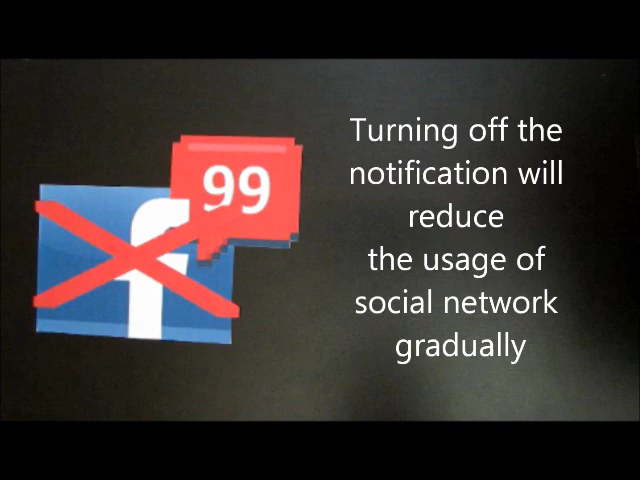 99
f
Turning off the
notification will
reduce
the usage of
social network
gradually